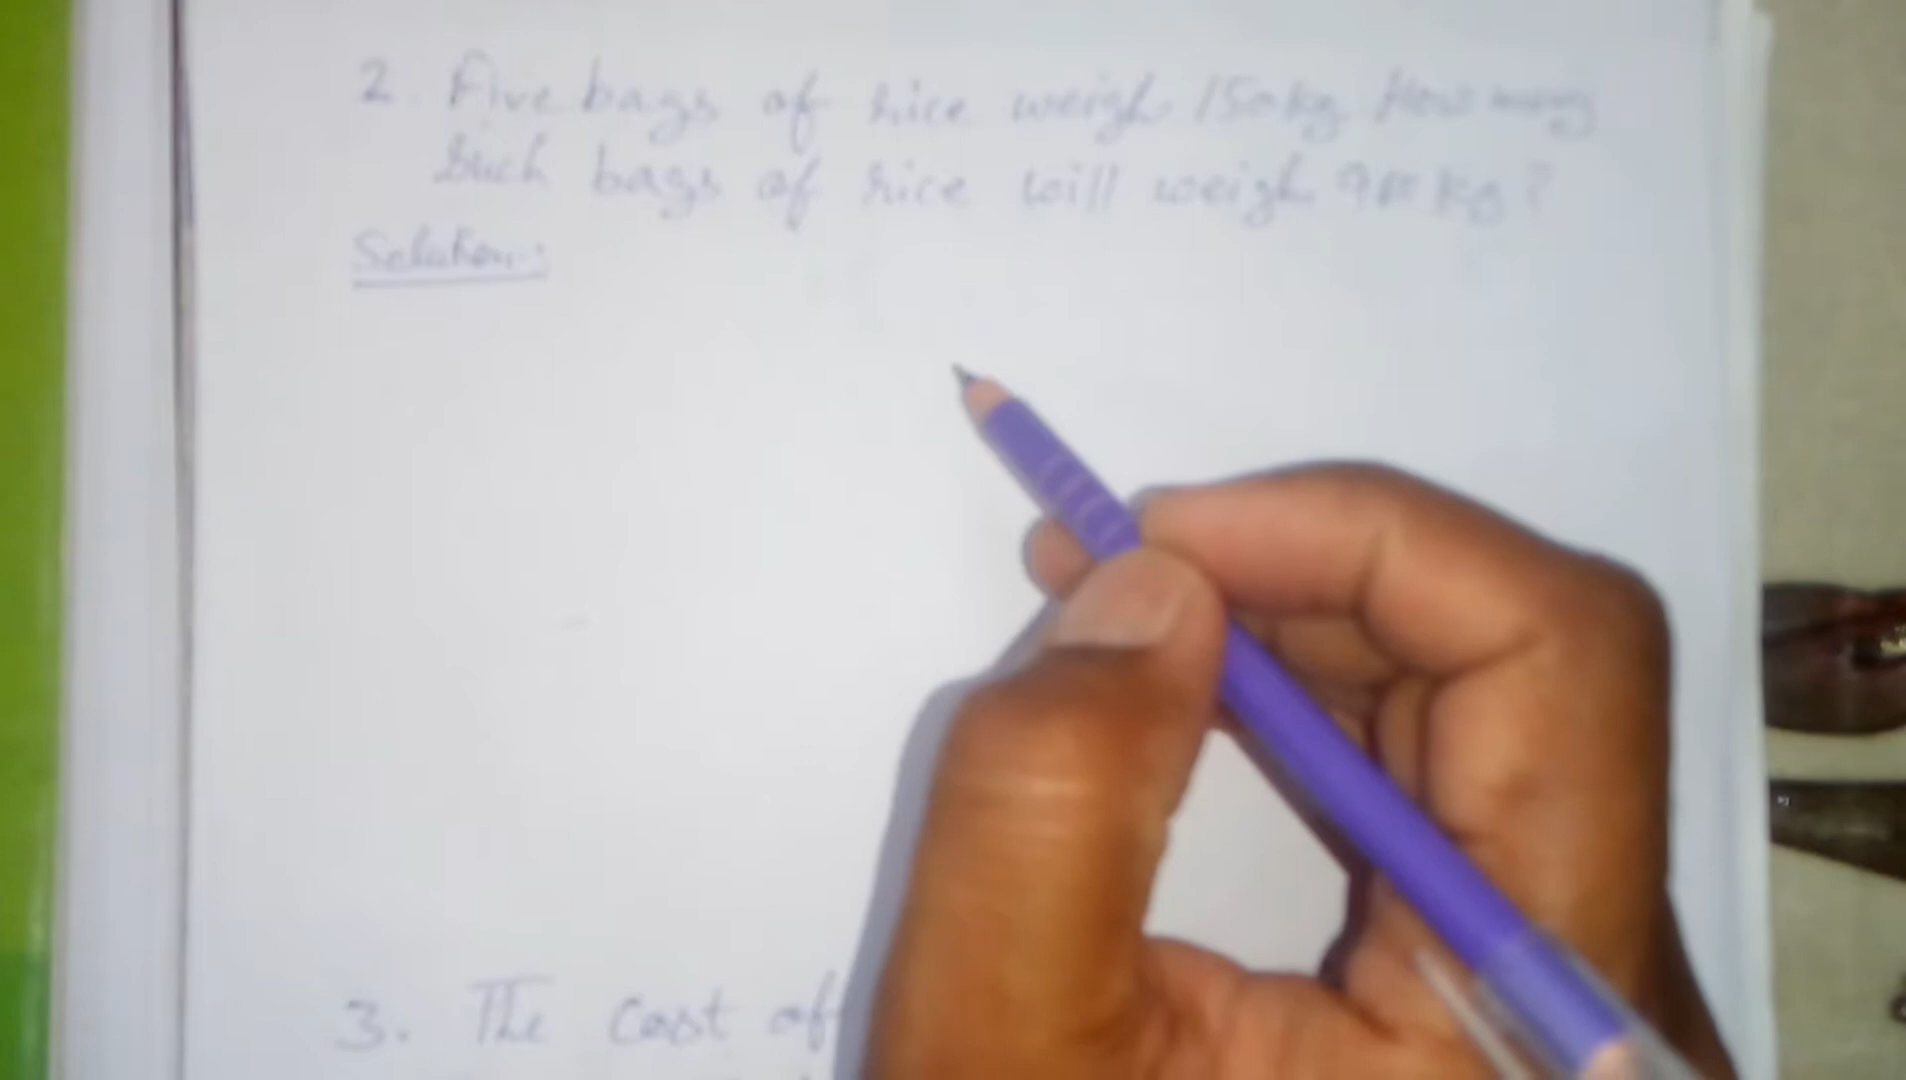 2. Five bags of rice weigh 150 kg. How many
such bags of rice will weigh 900 kg?
Solution:
3. The cost of